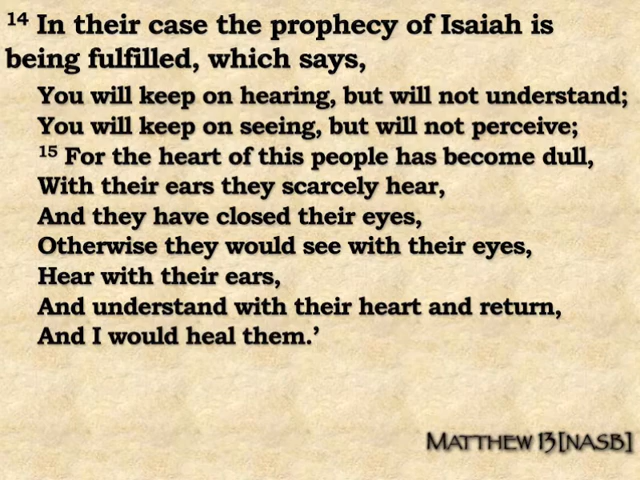 14 In their case the prophecy of Isaiah is
being fulfilled, which says,
You will keep on hearing, but will not understand;
You will keep on seeing, but will not perceive;
15 For the heart of this people has become dull,
With their ears they scarcely hear,
And they have closed their eyes,
Otherwise they would see with their eyes,
Hear with their ears,
And understand with their heart and return,
And I would heal them.’
Matthew 13[NASB]